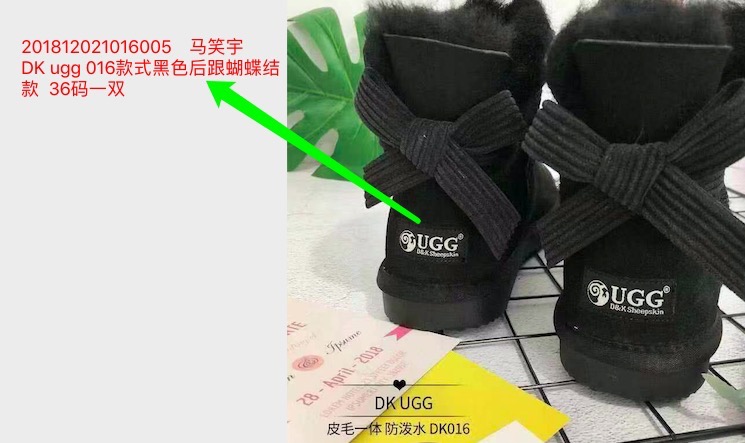 201812021016005 马笑宇
DK ugg 016款式黑色后跟蝴蝶结
款 36码一双
UGG®
D&K Sheepskin
UGG®
D&K Sheepskin
28 - April - 2018
DK UGG
皮毛一体 防泼水 DK016